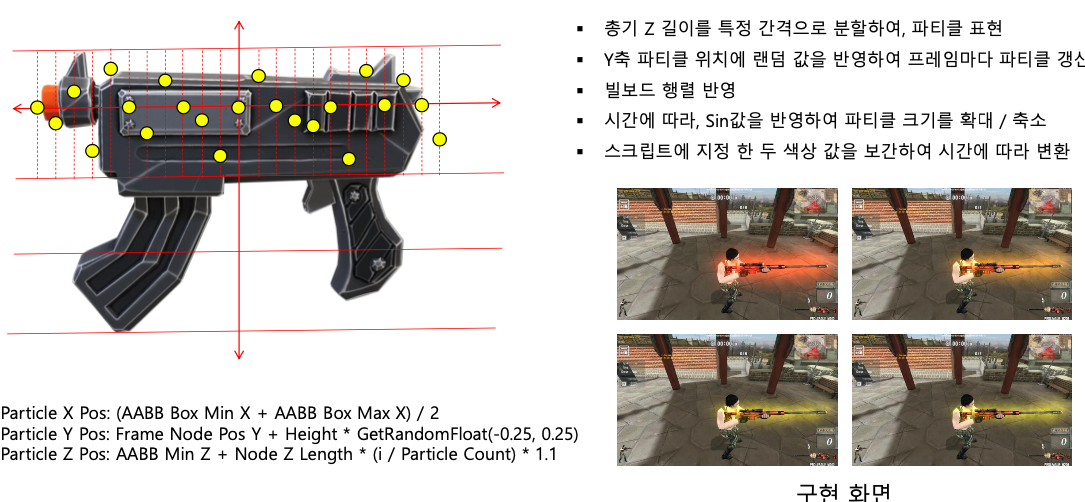 ▪ 총기 Z 길이를 특정 간격으로 분할하여, 파티클 표현
▪ Y축 파티클 위치에 랜덤 값을 반영하여 프레임마다 파티클 갱신
▪ 빌보드 행렬 반영
▪ 시간에 따라, Sin값을 반영하여 파티클 크기를 확대 / 축소
▪ 스크립트에 지정 한 두 색상 값을 보간하여 시간에 따라 변환
Particle X Pos: (AABB Box Min X + AABB Box Max X) / 2
Particle Y Pos: Frame Node Pos Y + Height * GetRandomFloat(-0.25, 0.25)
Particle Z Pos: AABB Min Z + Node Z Length * (i / Particle Count) * 1.1
구현 화면